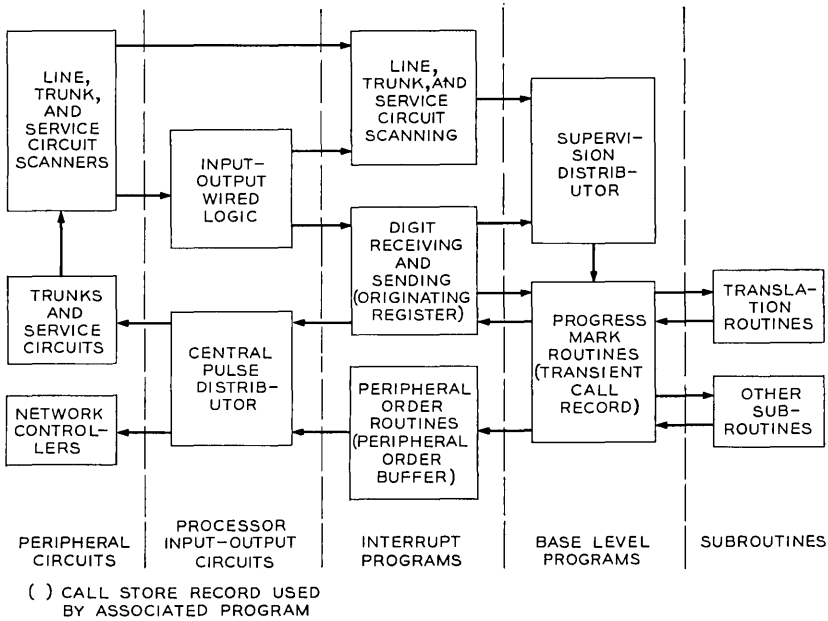 LINE,
TRUNK,
AND
SERVICE
CIRCUIT
SCANNERS
TRUNKS
AND
SERVICE
CIRCUITS
NETWORK
CONTROL-
LERS
INPUT-
OUTPUT
WIRED
LOGIC
CENTRAL
PULSE
DISTRIB-
UTOR
LINE,
TRUNK, AND
SERVICE
CIRCUIT
SCANNING
DIGIT
RECEIVING
AND
SENDING
(ORIGINATING
REGISTER)
PERIPHERAL
ORDER
ROUTINES
(PERIPHERAL
ORDER
BUFFER)
SUPERVI-
SION
DISTRIB-
UTOR
PROGRESS
MARK
ROUTINES
(TRANSIENT
CALL
RECORD)
TRANSLA-
TION
ROUTINES
OTHER
SUB-
ROUTINES
PERIPHERAL
CIRCUITS
PROCESSOR
INPUT-OUTPUT
CIRCUITS
INTERRUPT
PROGRAMS
BASE LEVEL
PROGRAMS
SUBROUTINES
( ) CALL STORE RECORD USED
BY ASSOCIATED PROGRAM